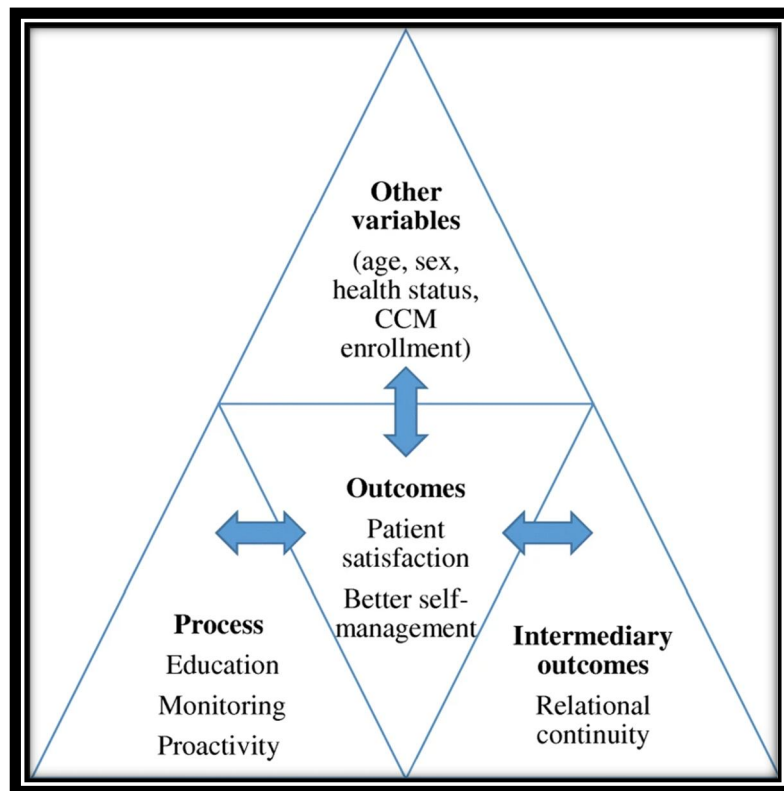 Other
variables
(age, sex,
health status,
CCM
enrollment)
Outcomes
Patient
satisfaction
Better self-
management
Process
Education
Monitoring
Proactivity
Intermediary
outcomes
Relational
continuity